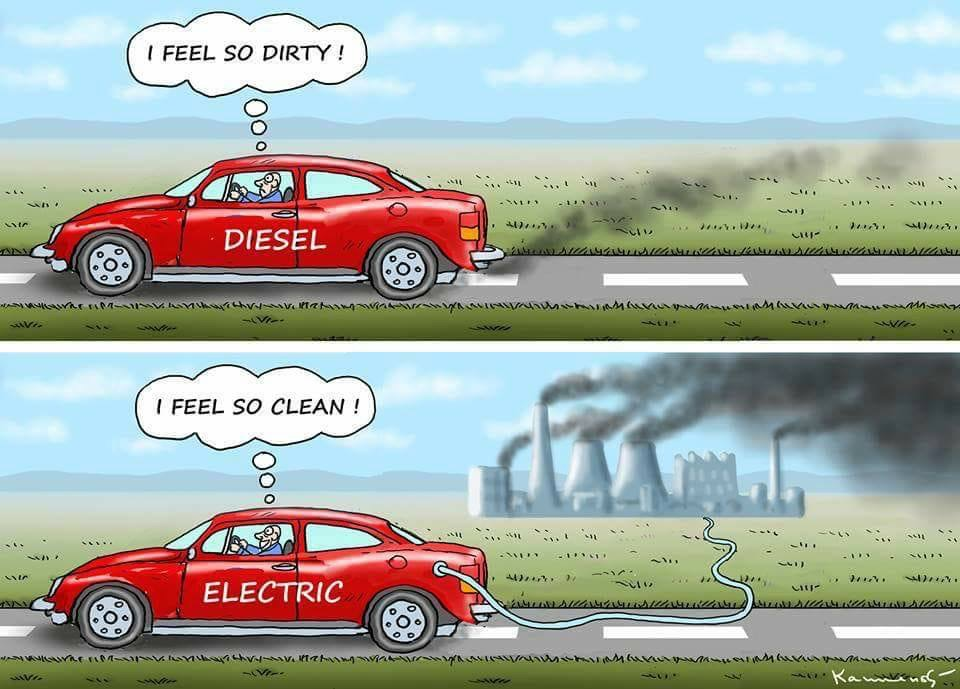 I FEEL SO DIRTY !
DIESEL
I FEEL SO CLEAN !
ELECTRIC